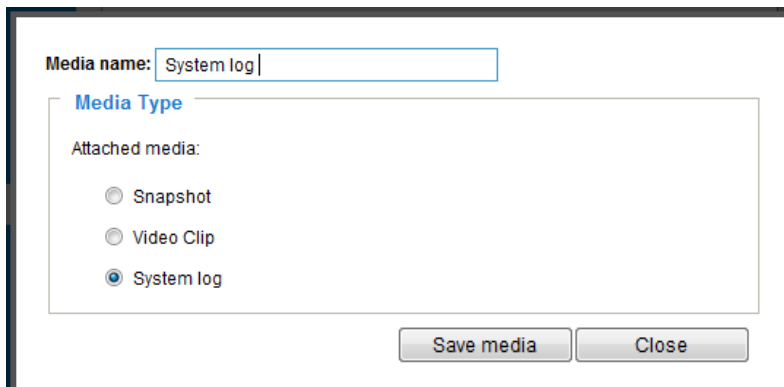 Media name: System log
Media Type
Attached media:
Snapshot
Video Clip
System log
Save media Close